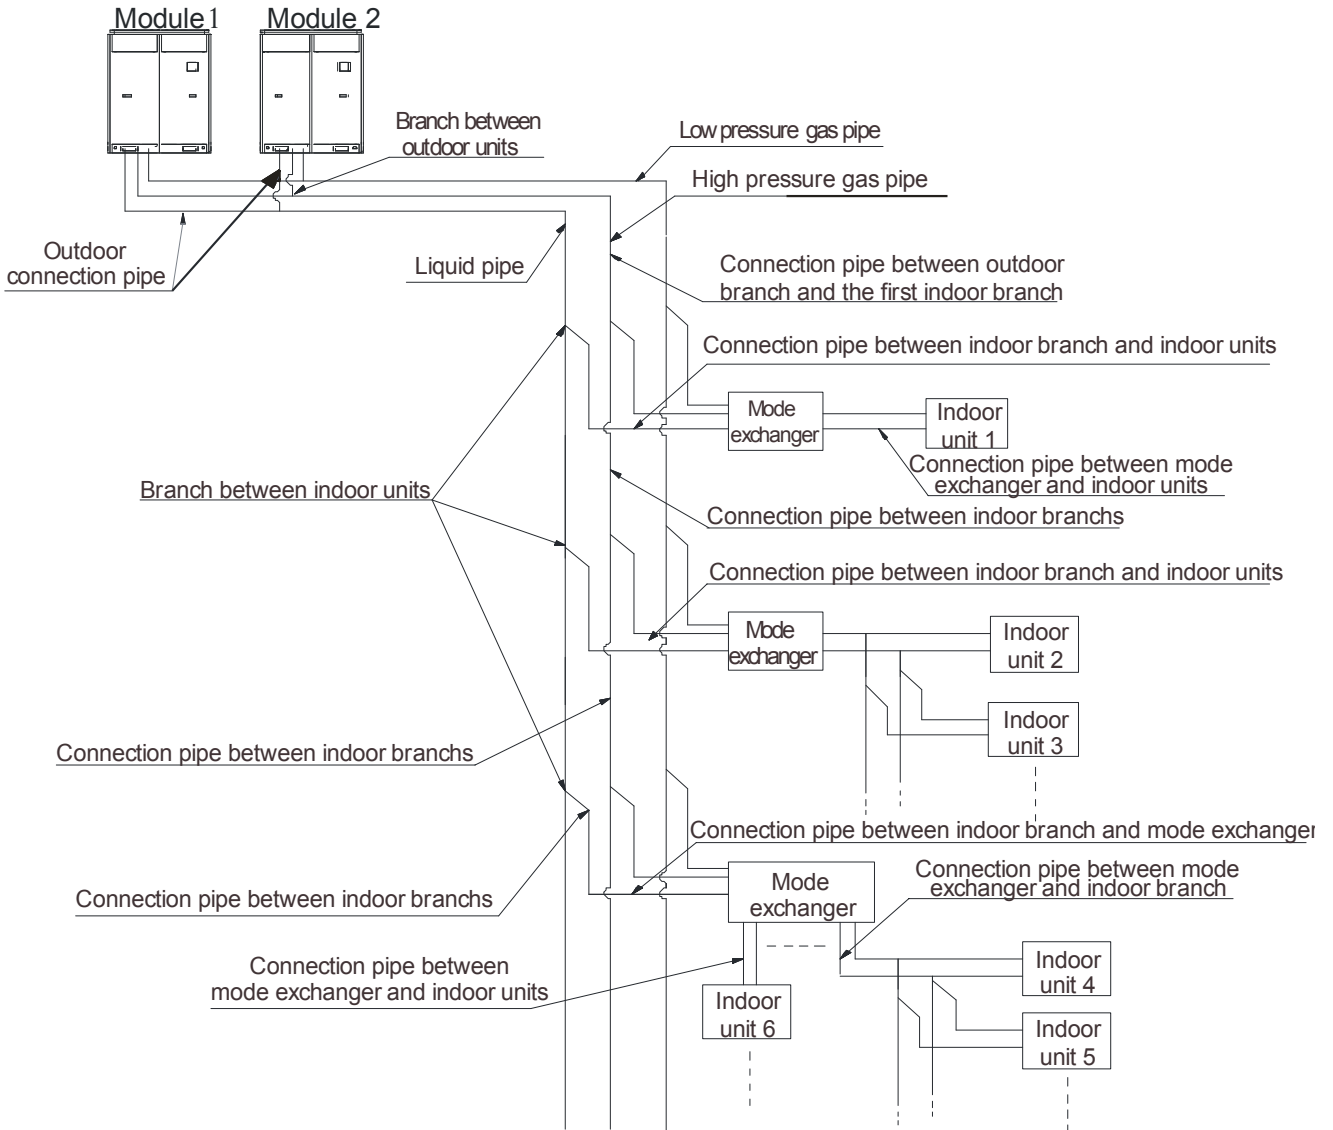 Module1
Module 2
Branch between
outdoor units
Low pressure gas pipe
High pressure gas pipe
Outdoor
connection pipe
Liquid pipe
Connection pipe between outdoor
branch and the first indoor branch
Connection pipe between indoor branch and indoor units
Mode
exchanger
Indoor
unit 1
Connection pipe between mode
exchanger and indoor units
Branch between indoor units
Connection pipe between indoor branchs
Connection pipe between indoor branch and indoor units
Mode
exchanger
Indoor
unit 2
Indoor
unit 3
Connection pipe between indoor branchs
Connection pipe between indoor branch and mode exchanger
Connection pipe between mode
exchanger and indoor branch
Mode
exchanger
Connection pipe between indoor branchs
Connection pipe between
mode exchanger and indoor units
Indoor
unit 4
Indoor
unit 6
Indoor
unit 5